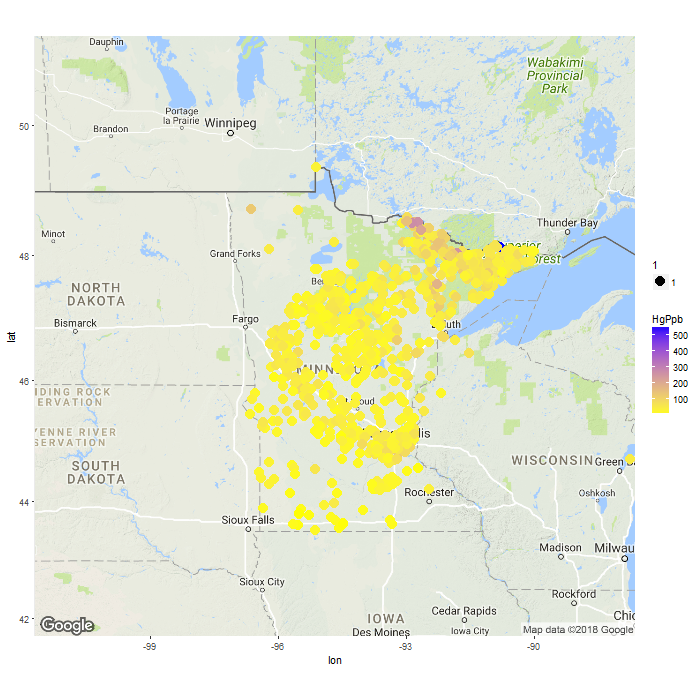 Dauphin
Wabakimi
Provincial
Park
Portage
la Prairie
Winnipeg
Brandon
50
Thunder Bay
Minot
48
Grand Forks
NORTH
DAKOTA
Bismarck
Fargo
lat
46
DING ROCK
ERVATION
YENNE RIVER
SERVATION
SOUTH
DAKOTA
WISCONSIN
Green
Oshkosh
44
Rochester
Sioux Falls
Madison
Milwau
Sioux City
Rockford
42
IOWA
Cedar Rapids
Chic
Des Moines
Iowa City
Google
Map data ©2018 Google
-99
-96
-93
-90
lon
1
1
HgPpb
500
400
300
200
100